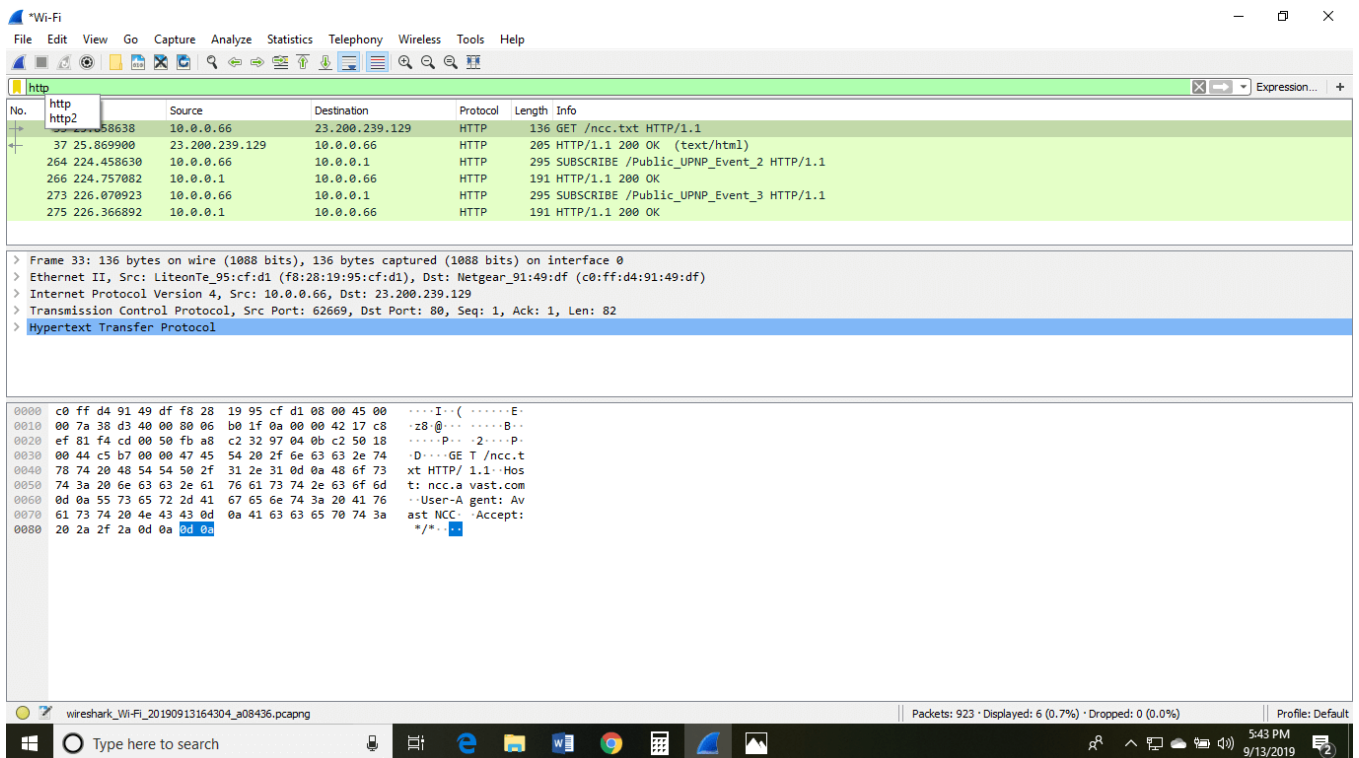 *Wi-Fi
File Edit View Go Capture Analyze Statistics Telephony Wireless Tools Help
http
Expression... +
http
http2
No. Source Destination Protocol Length Info
10.0.0.66 23.200.239.129 HTTP 136 GET /ncc.txt HTTP/1.1
37 25.869900 23.200.239.129 10.0.0.66 HTTP 205 HTTP/1.1 200 OK (text/html)
264 224.458630 10.0.0.66 10.0.0.1 HTTP 295 SUBSCRIBE /Public_UPNP_Event_2 HTTP/1.1
266 224.757082 10.0.0.1 10.0.0.66 HTTP 191 HTTP/1.1 200 OK
273 226.070923 10.0.0.66 10.0.0.1 HTTP 295 SUBSCRIBE /Public_UPNP_Event_3 HTTP/1.1
275 226.366892 10.0.0.1 10.0.0.66 HTTP 191 HTTP/1.1 200 OK
> Frame 33: 136 bytes on wire (1088 bits), 136 bytes captured (1088 bits) on interface 0
> Ethernet II, Src: LiteonTe_95:cf:d1 (f8:28:19:95:cf:d1), Dst: Netgear_91:49:df (c0:ff:d4:91:49:df)
> Internet Protocol Version 4, Src: 10.0.0.66, Dst: 23.200.239.129
> Transmission Control Protocol, Src Port: 62669, Dst Port: 80, Seq: 1, Ack: 1, Len: 82
> Hypertext Transfer Protocol
0000 c0 ff d4 91 49 df f8 28 19 95 cf d1 08 00 45 00 ····I··( ······E·
0010 00 7a 38 d3 40 00 80 06 b0 1f 0a 00 00 42 17 c8 ·z8·@··· ·····B··
0020 ef 81 f4 cd 00 50 fb a8 c2 32 97 04 0b c2 50 18 ·····P·· ·2····P·
0030 00 44 c5 b7 00 00 47 45 54 20 2f 6e 63 63 2e 74 ·D····GE T /ncc.t
0040 78 74 20 48 54 54 50 2f 31 2e 31 0d 0a 48 6f 73 xt HTTP/ 1.1··Hos
0050 74 3a 20 6e 63 63 2e 61 76 61 73 74 2e 63 6f 6d t: ncc.a vast.com
0060 0d 0a 55 73 65 72 2d 41 67 65 6e 74 3a 20 41 76 ··User-A gent: Av
0070 61 73 74 20 4e 43 43 0d 0a 41 63 63 65 70 74 3a ast NCC· ·Accept:
0080 20 2a 2f 2a 0d 0a 0d 0a */*····
wireshark_Wi-Fi_20190913164304_a08436.pcapng Packets: 923 · Displayed: 6 (0.7%) · Dropped: 0 (0.0%) Profile: Default
Type here to search
5:43 PM
9/13/2019
2